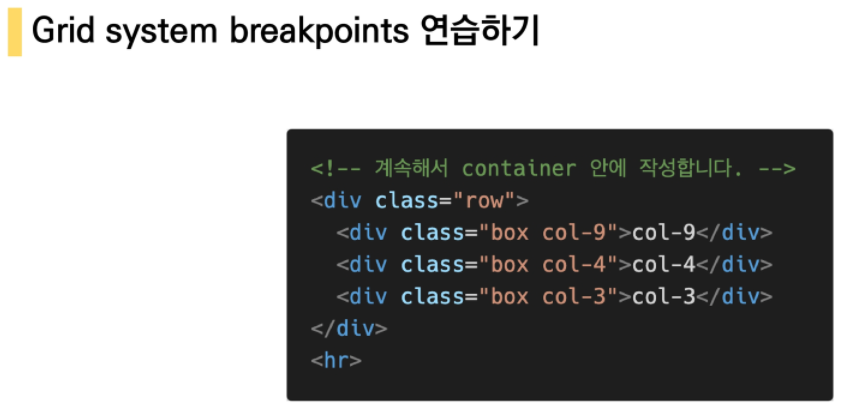 Grid system breakpoints 연습하기
<!-- 계속해서 container 안에 작성합니다. -->
<div class="row">
  <div class="box col-9">col-9</div>
  <div class="box col-4">col-4</div>
  <div class="box col-3">col-3</div>
</div>
<hr>